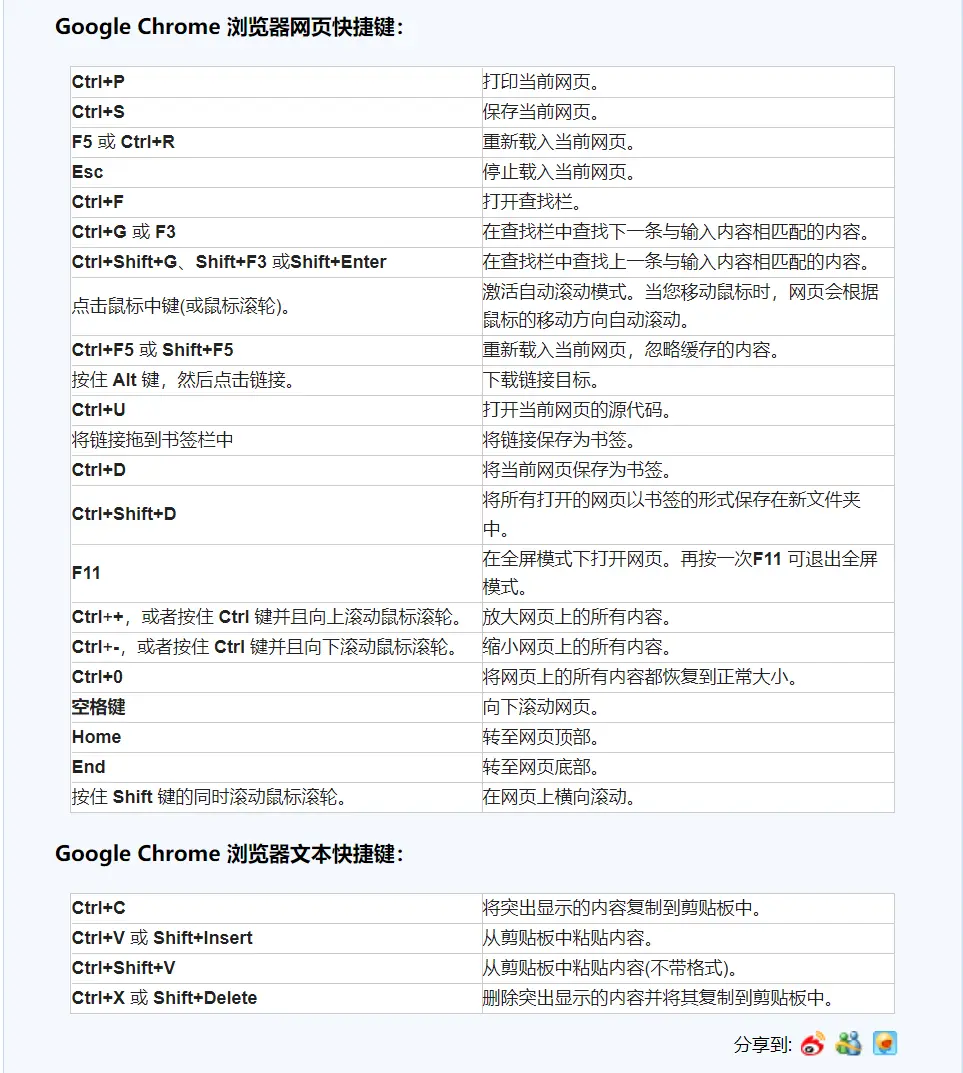 Google Chrome 浏览器网页快捷键：
Ctrl+P 打印当前网页。
Ctrl+S 保存当前网页。
F5 或 Ctrl+R 重新载入当前网页。
Esc 停止载入当前网页。
Ctrl+F 打开查找栏。
Ctrl+G 或 F3 在查找栏中查找下一条与输入内容相匹配的内容。
Ctrl+Shift+G、Shift+F3 或Shift+Enter 在查找栏中查找上一条与输入内容相匹配的内容。
点击鼠标中键(或鼠标滚轮)。 激活自动滚动模式。当您移动鼠标时，网页会根据
鼠标的移动方向自动滚动。
Ctrl+F5 或 Shift+F5 重新载入当前网页，忽略缓存的内容。
按住 Alt 键，然后点击链接。 下载链接目标。
Ctrl+U 打开当前网页的源代码。
将链接拖到书签栏中 将链接保存为书签。
Ctrl+D 将当前网页保存为书签。
Ctrl+Shift+D 将所有打开的网页以书签的形式保存在新文件夹
中。
F11 在全屏模式下打开网页。再按一次F11 可退出全屏
模式。
Ctrl++，或者按住 Ctrl 键并且向上滚动鼠标滚轮。 放大网页上的所有内容。
Ctrl+-，或者按住 Ctrl 键并且向下滚动鼠标滚轮。 缩小网页上的所有内容。
Ctrl+0 将网页上的所有内容都恢复到正常大小。
空格键 向下滚动网页。
Home 转至网页顶部。
End 转至网页底部。
按住 Shift 键的同时滚动鼠标滚轮。 在网页上横向滚动。
Google Chrome 浏览器文本快捷键：
Ctrl+C 将突出显示的内容复制到剪贴板中。
Ctrl+V 或 Shift+Insert 从剪贴板中粘贴内容。
Ctrl+Shift+V 从剪贴板中粘贴内容(不带格式)。
Ctrl+X 或 Shift+Delete 删除突出显示的内容并将其复制到剪贴板中。
分享到: